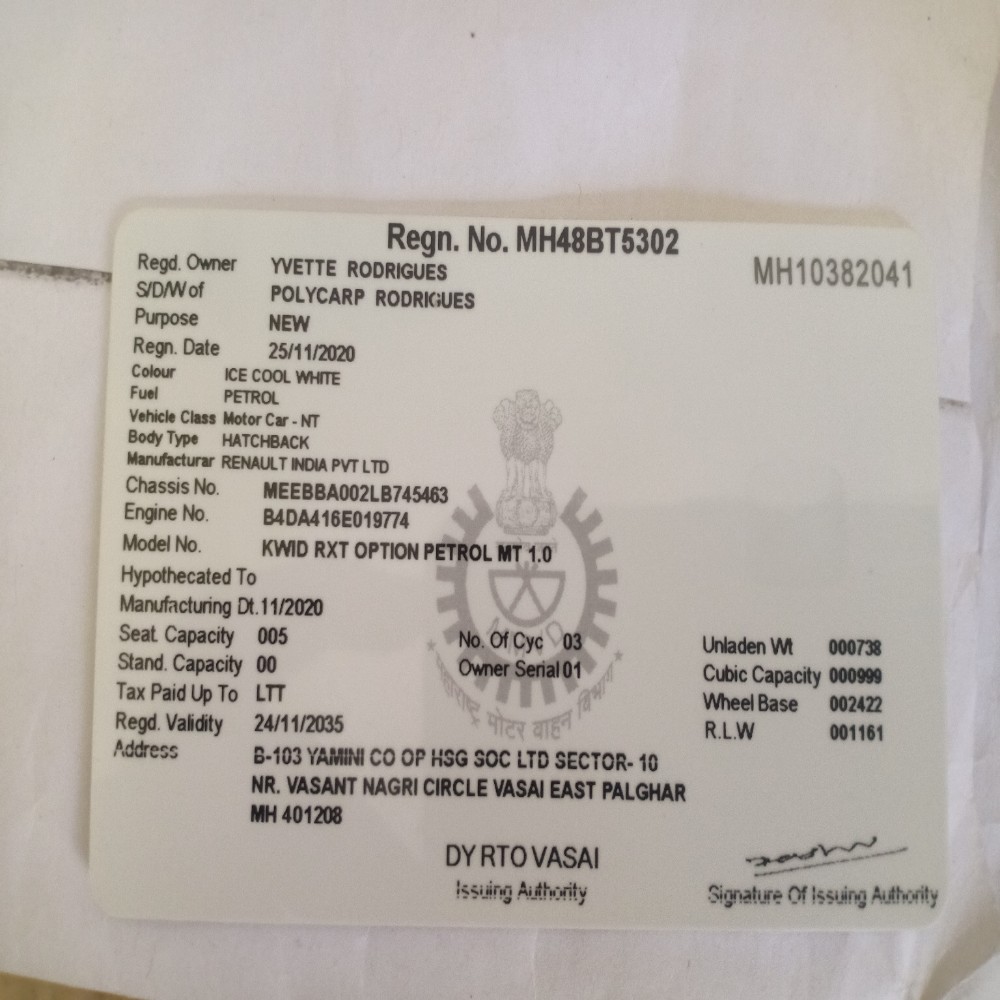 Regn. No. MH48BT5302
MH10382041
Regd. Owner YVETTE RODRIGUES
S/D/W of POLYCARP RODRIGUES
Purpose NEW
Regn. Date 25/11/2020
Colour ICE COOL WHITE
Fuel PETROL
Vehicle Class Motor Car - NT
Body Type HATCHBACK
Manufacturar RENAULT INDIA PVT LTD
Chassis No. MEEBBA002LB745463
Engine No. B4DA416E019774
Model No. KWID RXT OPTION PETROL MT 1.0
Hypothecated To
Manufacturing Dt. 11/2020
Seat. Capacity 005 No. Of Cyc 03 Unladen Wt 000738
Stand. Capacity 00 Owner Serial 01 Cubic Capacity 000999
Tax Paid Up To LTT Wheel Base 002422
Regd. Validity 24/11/2035 R.L.W 001161
महाराष्ट्र मोटर वाहन विभाग
Address B-103 YAMINI CO OP HSG SOC LTD SECTOR- 10
NR. VASANT NAGRI CIRCLE VASAI EAST PALGHAR
MH 401208
DY RTO VASAI
Issuing Authority
Signature Of Issuing Authority